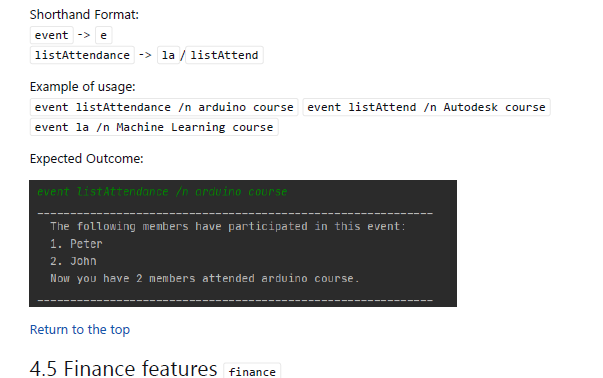 Shorthand Format:
event -> e
listAttendance -> la / listAttend
Example of usage:
event listAttendance /n arduino course event listAttend /n Autodesk course
event la /n Machine Learning course
Expected Outcome:
event listAttendance /n arduino course
____________________________________________________________
The following members have participated in this event:
1. Peter
2. John
Now you have 2 members attended arduino course.
____________________________________________________________
Return to the top
4.5 Finance features finance